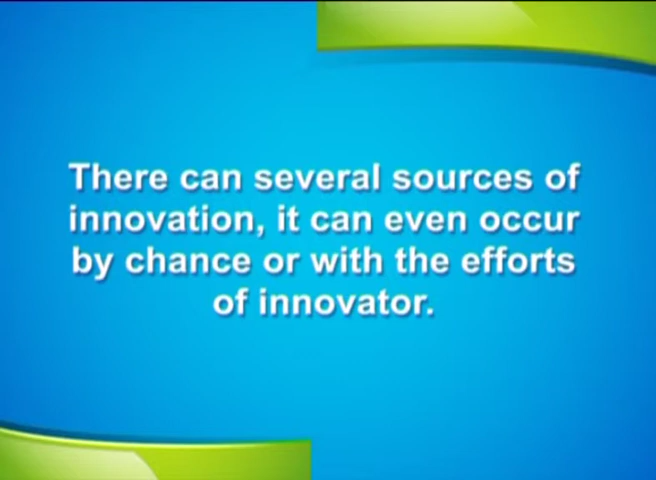 There can several sources of
innovation, it can even occur
by chance or with the efforts
of innovator.